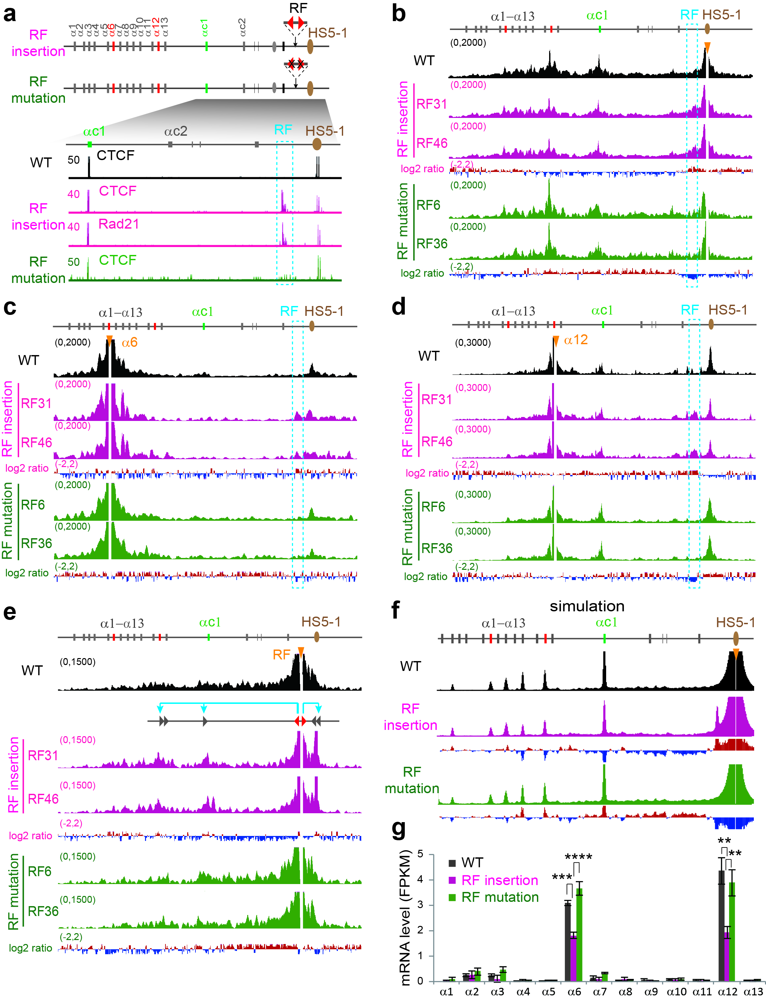 a
α1 α2 α3 α4 α5 α6 α7 α8 α9 α10 α11 α12 α13 αc1 αc2 RF
RF insertion
HS5-1
RF mutation
αc1 αc2 RF HS5-1
WT 50 CTCF
RF insertion
40 CTCF
40 Rad21
RF mutation
50 CTCF
b
α1–α13 αc1 RF HS5-1
WT (0,2000)
RF insertion
RF31 (0,2000)
RF46 (0,2000)
log2 ratio (-2,2)
RF mutation
RF6 (0,2000)
RF36 (0,2000)
log2 ratio (-2,2)
c
α1–α13 αc1 RF HS5-1
WT (0,2000) α6
RF insertion
RF31 (0,2000)
RF46 (0,2000)
log2 ratio (-2,2)
RF mutation
RF6 (0,2000)
RF36 (0,2000)
log2 ratio (-2,2)
d
α1–α13 αc1 RF HS5-1
WT (0,3000) α12
RF insertion
RF31 (0,3000)
RF46 (0,3000)
log2 ratio (-2,2)
RF mutation
RF6 (0,3000)
RF36 (0,3000)
log2 ratio (-2,2)
e
α1–α13 αc1 HS5-1
WT (0,1500) RF
RF insertion
RF31 (0,1500)
RF46 (0,1500)
log2 ratio (-2,2)
RF mutation
RF6 (0,1500)
RF36 (0,1500)
log2 ratio (-2,2)
f
simulation
α1–α13 αc1 HS5-1
WT
RF insertion
RF mutation
g
mRNA level (FPKM)
5
4
3
2
1
0
WT
RF insertion
RF mutation
*** **** ** **
α1 α2 α3 α4 α5 α6 α7 α8 α9 α10 α11 α12 α13